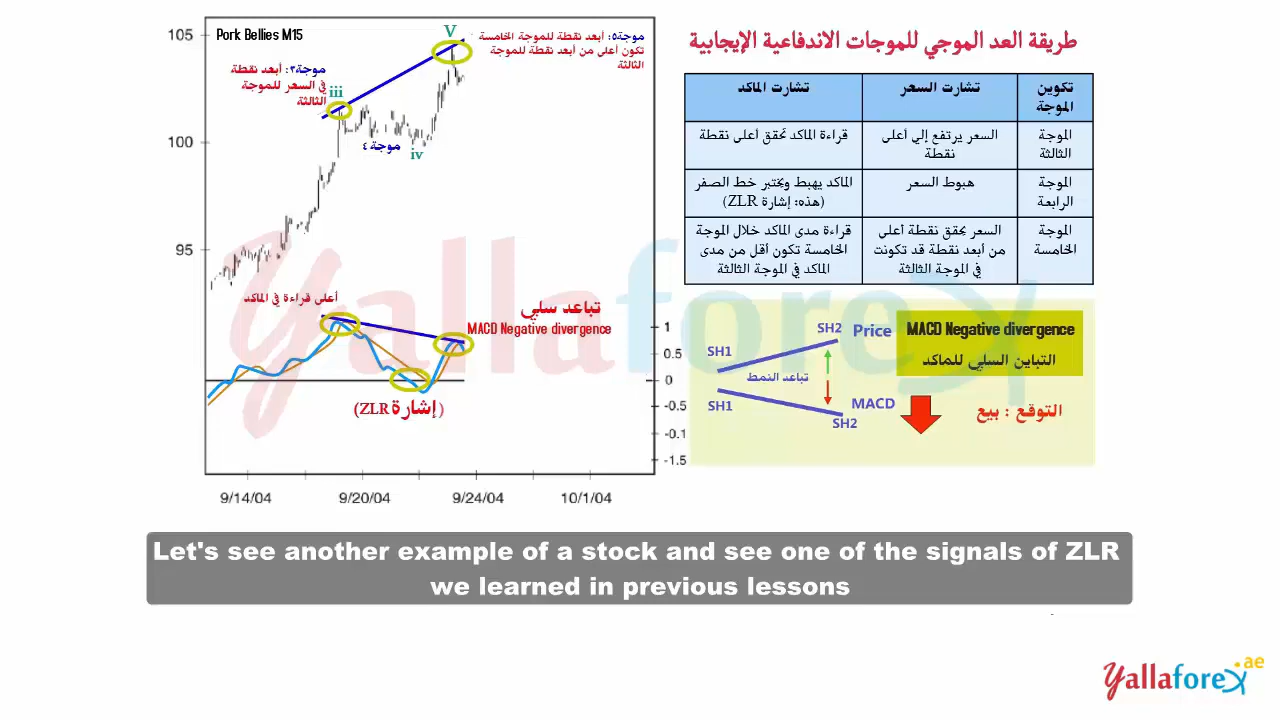 105
100
95
Pork Bellies M15
V
موجة٥: أبعد نقطة للموجة الخامسة
تكون أعلى من أبعد نقطة للموجة
الثالثة
موجة٣: أبعد نقطة
في السعر للموجة
الثالثة
iii
موجة ٤
iv
أعلى قراءة في الماكد
تباعد سلبي
MACD Negative divergence
إشارة ZLR)‎)
1
0.5
0
-0.5
-0.1
-1.5
9/14/04
9/20/04
9/24/04
10/1/04
طريقة العد الموجي للموجات الاندفاعية الإيجابية
تكوين
الموجة
تشارت السعر
تشارت الماكد
الموجة
الثالثة
السعر يرتفع إلي أعلى
نقطة
قراءة الماكد تحقق أعلى نقطة
الموجة
الرابعة
هبوط السعر
الماكد يهبط ويختبر خط الصفر
(هذه: إشارة ZLR)
الموجة
الخامسة
السعر يحقق نقطة أعلى
من أبعد نقطة قد تكونت
في الموجة الثالثة
قراءة مدى الماكد خلال الموجة
الخامسة تكون أقل من مدى
الماكد في الموجة الثالثة
SH1
SH2
Price
تباعد النمط
SH1
SH2
MACD
MACD Negative divergence
التباين السلبي للماكد
التوقع : بيع
Let's see another example of a stock and see one of the signals of ZLR
we learned in previous lessons
yallaforex
yallaforex.ae